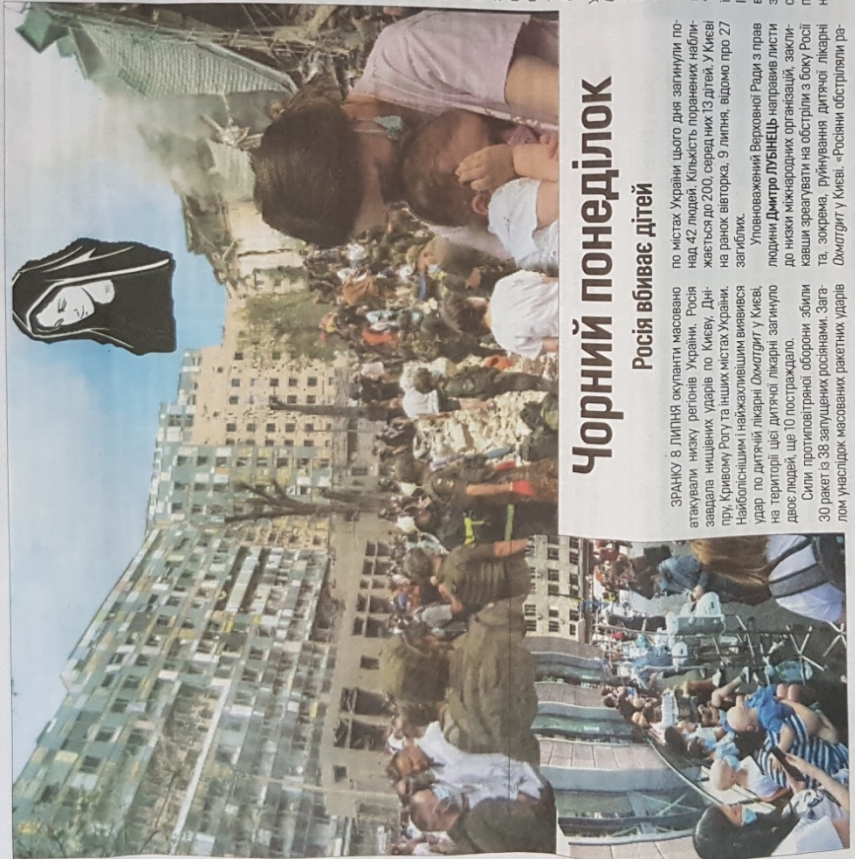 Чорний понеділок
Росія вбиває дітей
ЗРАНКУ 8 ЛИПНЯ окупанти масовано
атакували низку регіонів України. Росія
завдала нищівних ударів по Києву, Дні-
пру, Кривому Рогу та інших містах України.
Найболіснішим і найжахливішим виявився
удар по дитячій лікарні Охматдит у Києві,
на території цієї дитячої лікарні загинуло
двоє людей, ще 10 постраждало.
Сили протиповітряної оборони збили
30 ракет із 38 запущених росіянами. Зага-
лом унаслідок масованих ракетних ударів
по містах України цього дня загинули по-
над 42 людей. Кількість поранених набли-
жається до 200, серед них 13 дітей. У Києві
на ранок вівторка, 9 липня, відомо про 27
загиблих.
Уповноважений Верховної Ради з прав
людини Дмитро ЛУБІНЕЦЬ направив листи
до низки міжнародних організацій, закли-
кавши зреагувати на обстріли з боку Росії
та, зокрема, руйнування дитячої лікарні
Охматдит у Києві. «Росіяни обстріляли ра-